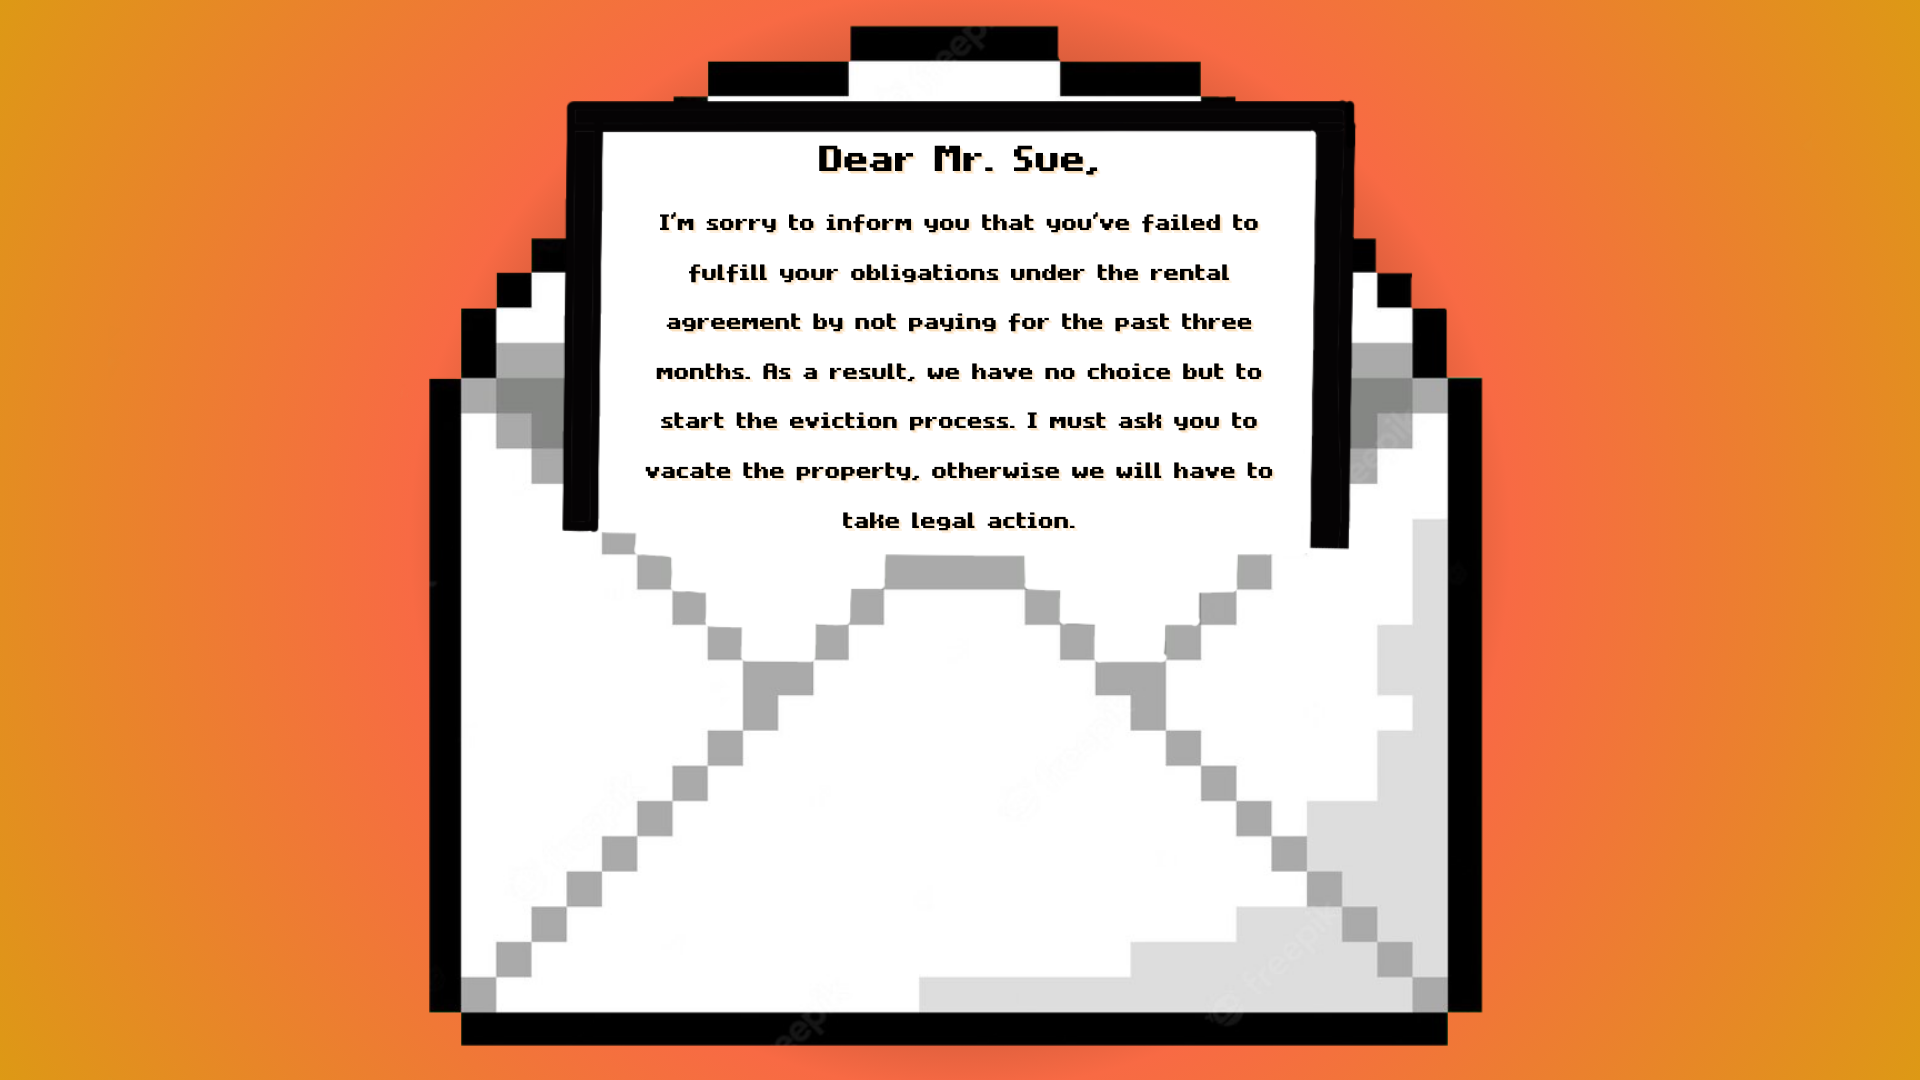 Dear Mr. Sue,
I'm sorry to inform you that you've failed to
fulfill your obligations under the rental
agreement by not paying for the past three
months. As a result, we have no choice but to
start the eviction process. I must ask you to
vacate the property, otherwise we will have to
take legal action.
freepik